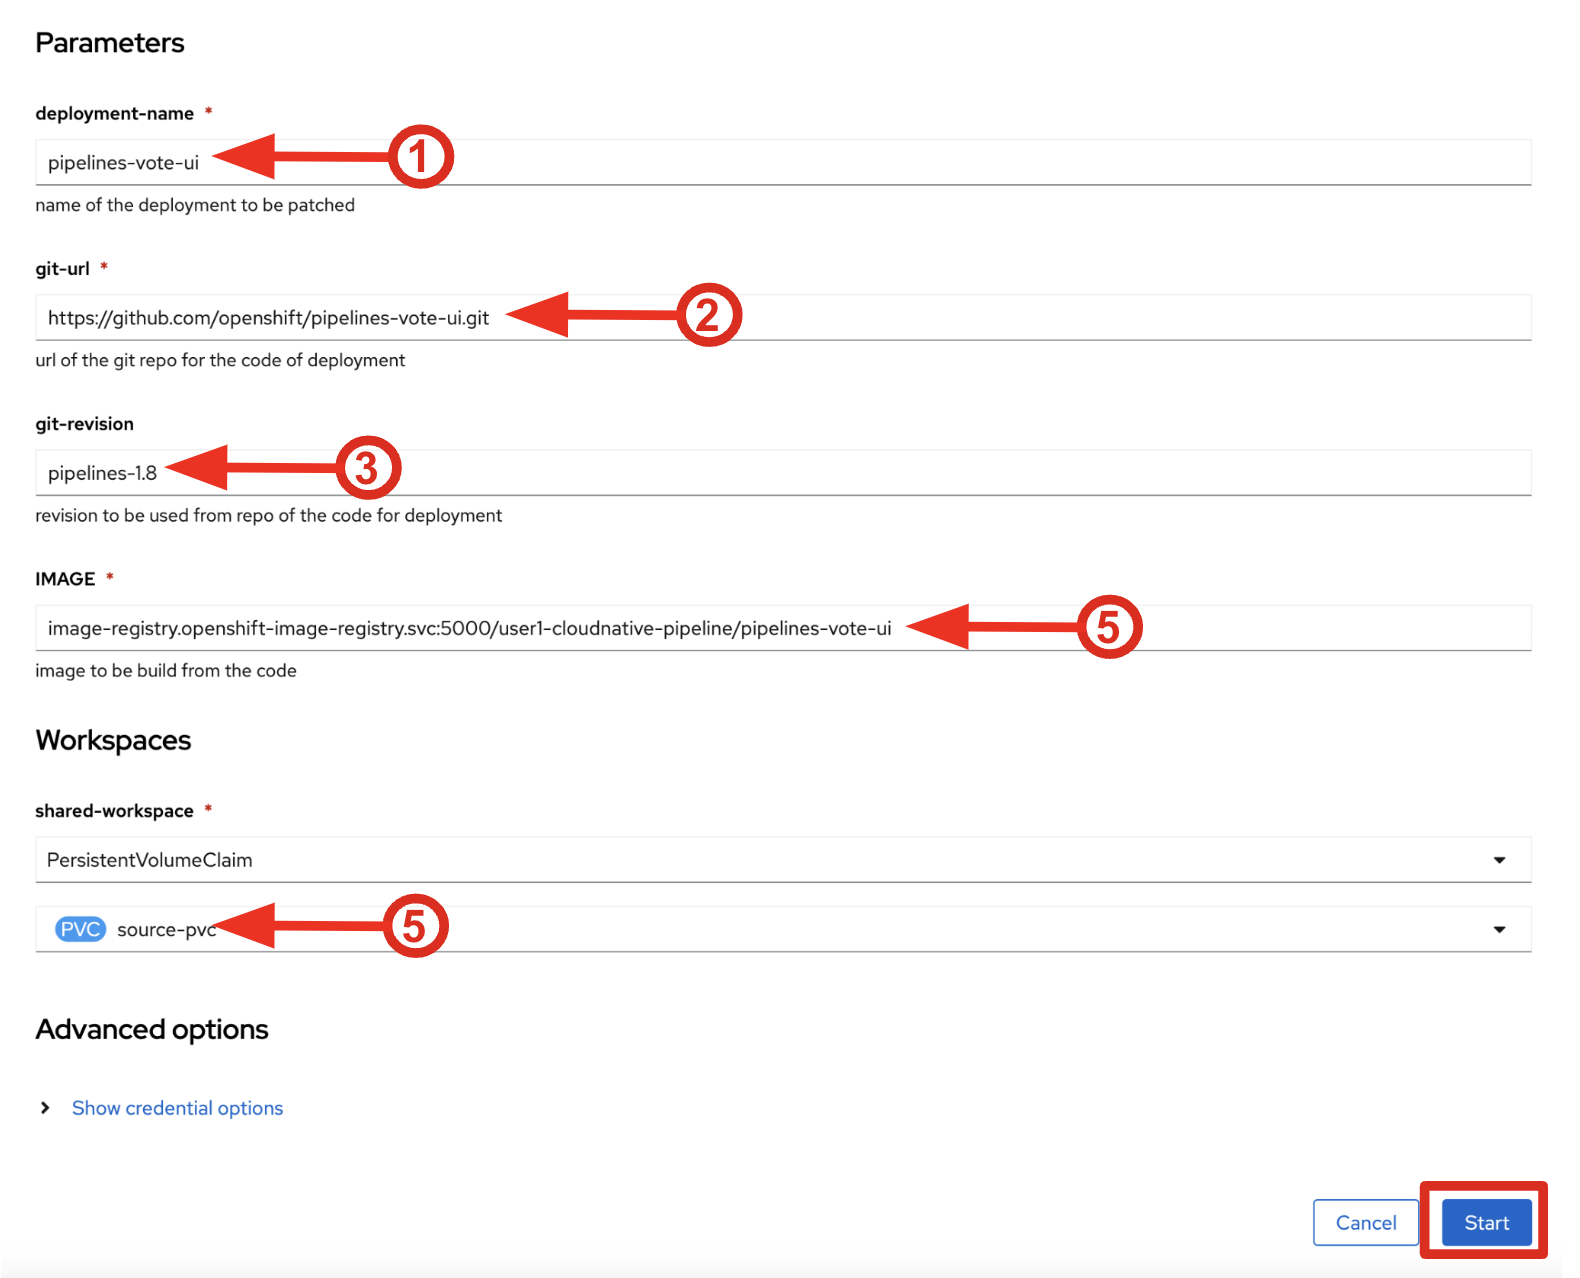 Parameters
deployment-name *
pipelines-vote-ui 1
name of the deployment to be patched
git-url *
https://github.com/openshift/pipelines-vote-ui.git 2
url of the git repo for the code of deployment
git-revision
pipelines-1.8 3
revision to be used from repo of the code for deployment
IMAGE *
image-registry.openshift-image-registry.svc:5000/user1-cloudnative-pipeline/pipelines-vote-ui 5
image to be build from the code
Workspaces
shared-workspace *
PersistentVolumeClaim
PVC source-pvc 5
Advanced options
Show credential options
Cancel Start